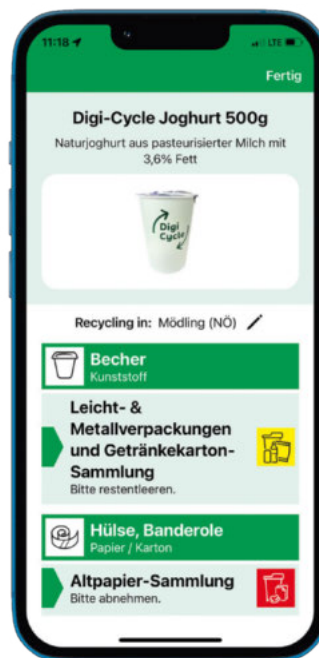 11:18
LTE
Fertig
Digi-Cycle Joghurt 500g
Naturjoghurt aus pasteurisierter Milch mit
3,6% Fett
Digi
Cycle
Recycling in: Mödling (NÖ)
Becher
Kunststoff
Leicht- &
Metallverpackungen
und Getränkekarton-
Sammlung
Bitte restentleeren.
Hülse, Banderole
Papier / Karton
Altpapier-Sammlung
Bitte abnehmen.